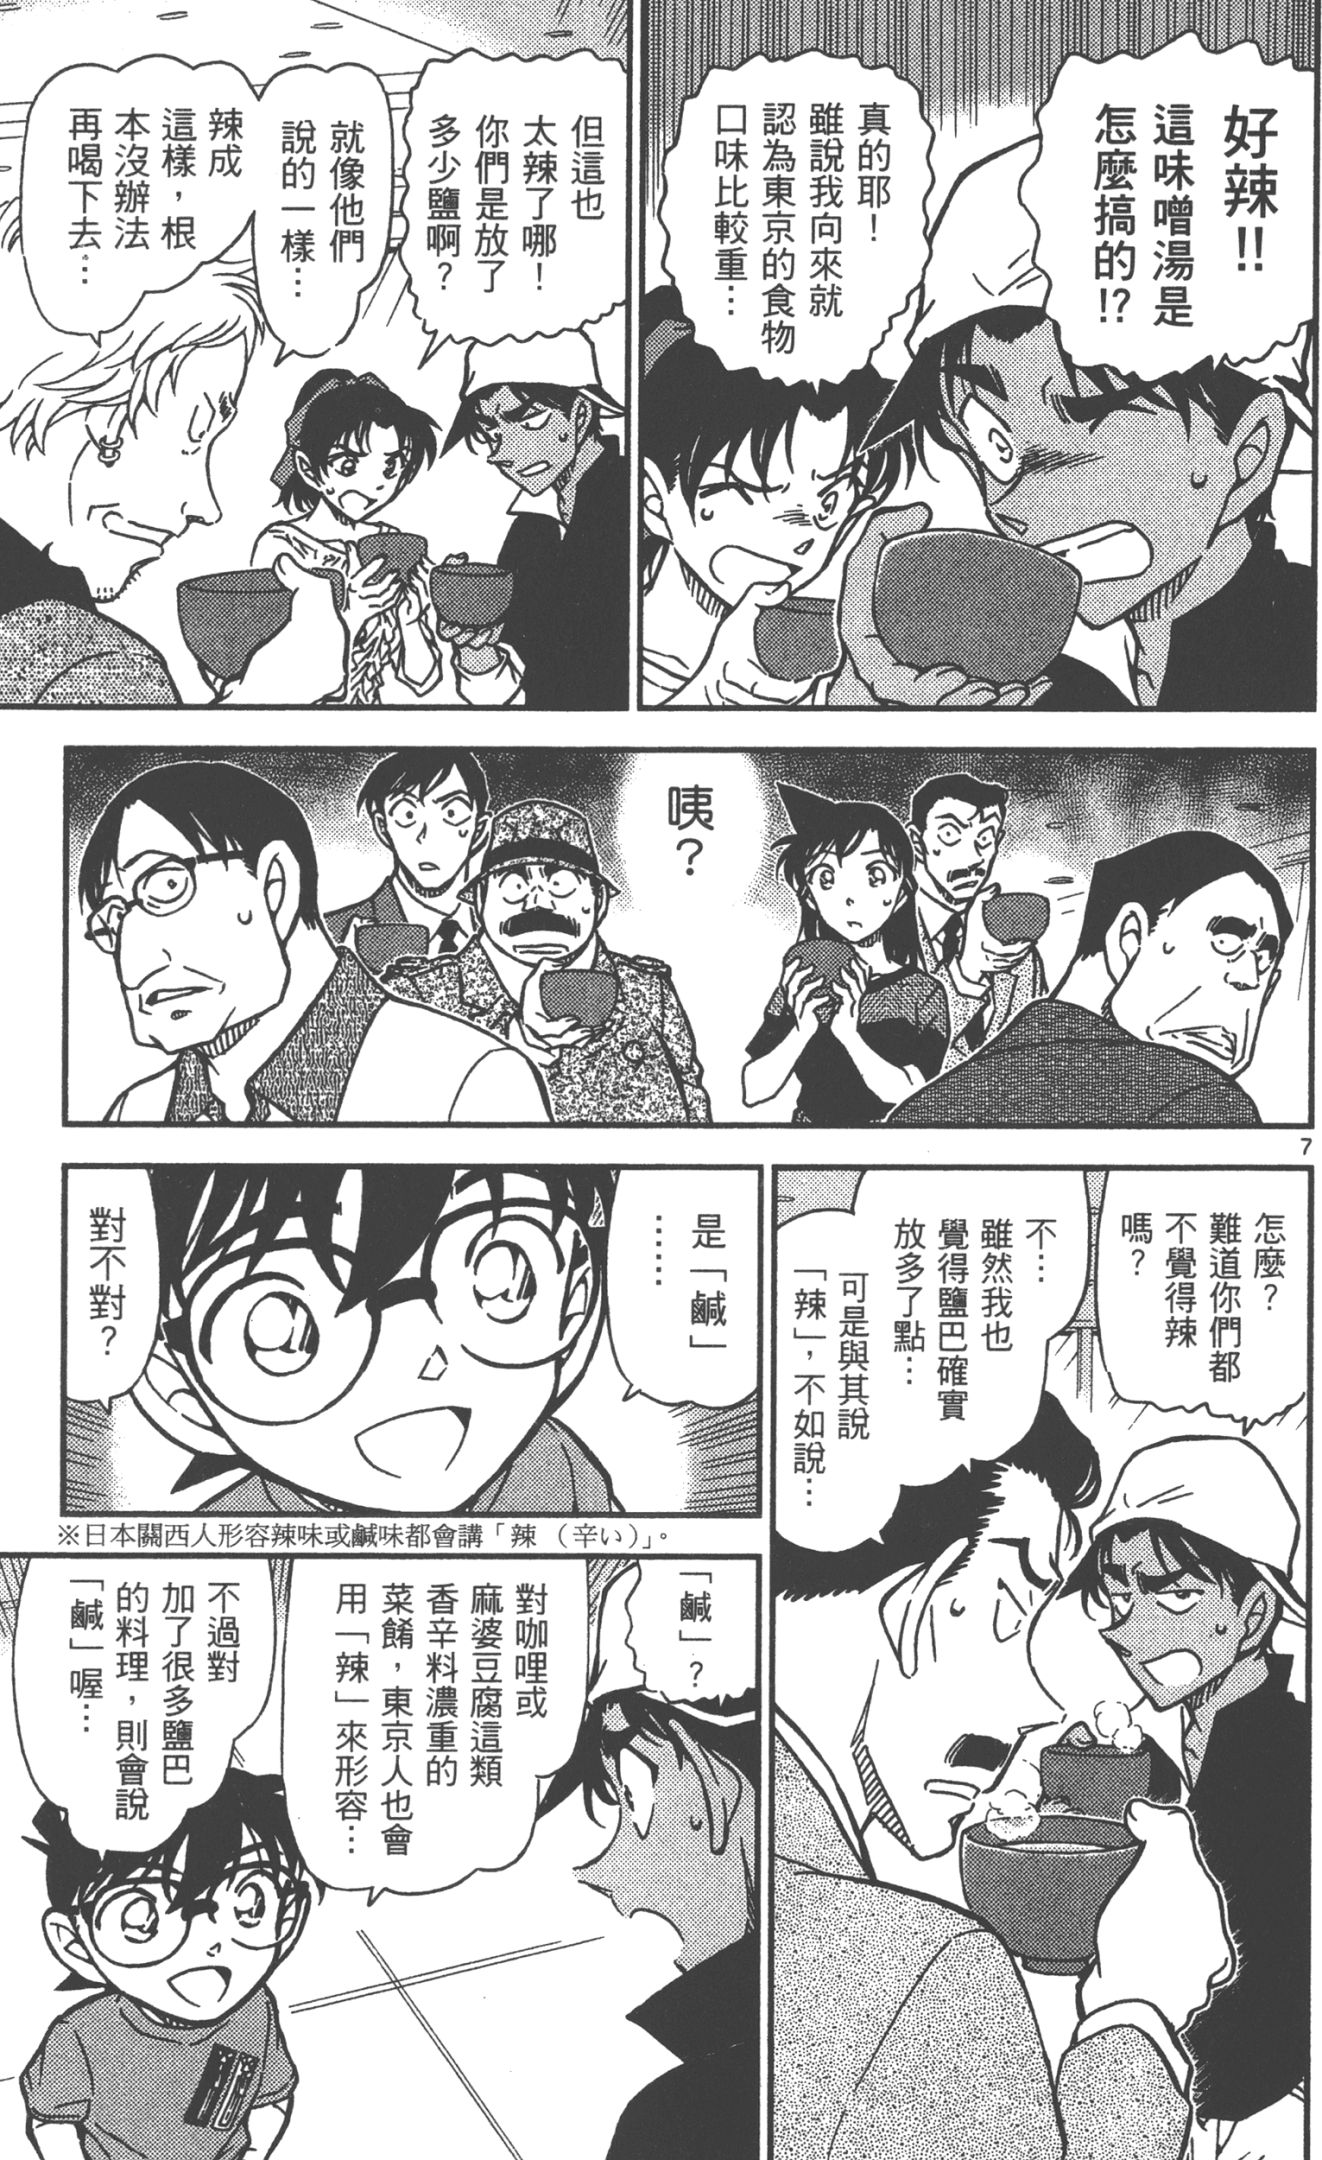 好辣!!
這味噌湯是
怎麼搞的!?
真的耶！
雖說我向來就
認為東京的食物
口味比較重…
但這也
太辣了哪！
你們是放了
多少鹽啊？
就像他們
說的一樣…
辣成
這樣，根
本沒辦法
再喝下去…
咦？
7
怎麼？
難道你們都
不覺得辣
嗎？
不…
雖然我也
覺得鹽巴確實
放多了點…
可是與其說
「辣」，不如說…
是「鹹」
……
對不對？
※日本關西人形容辣味或鹹味都會講「辣（辛い）」。
「鹹」？
對咖哩或
麻婆豆腐這類
香辛料濃重的
菜餚，東京人也會
用「辣」來形容…
不過對
加了很多鹽巴
的料理，則會說
「鹹」喔…